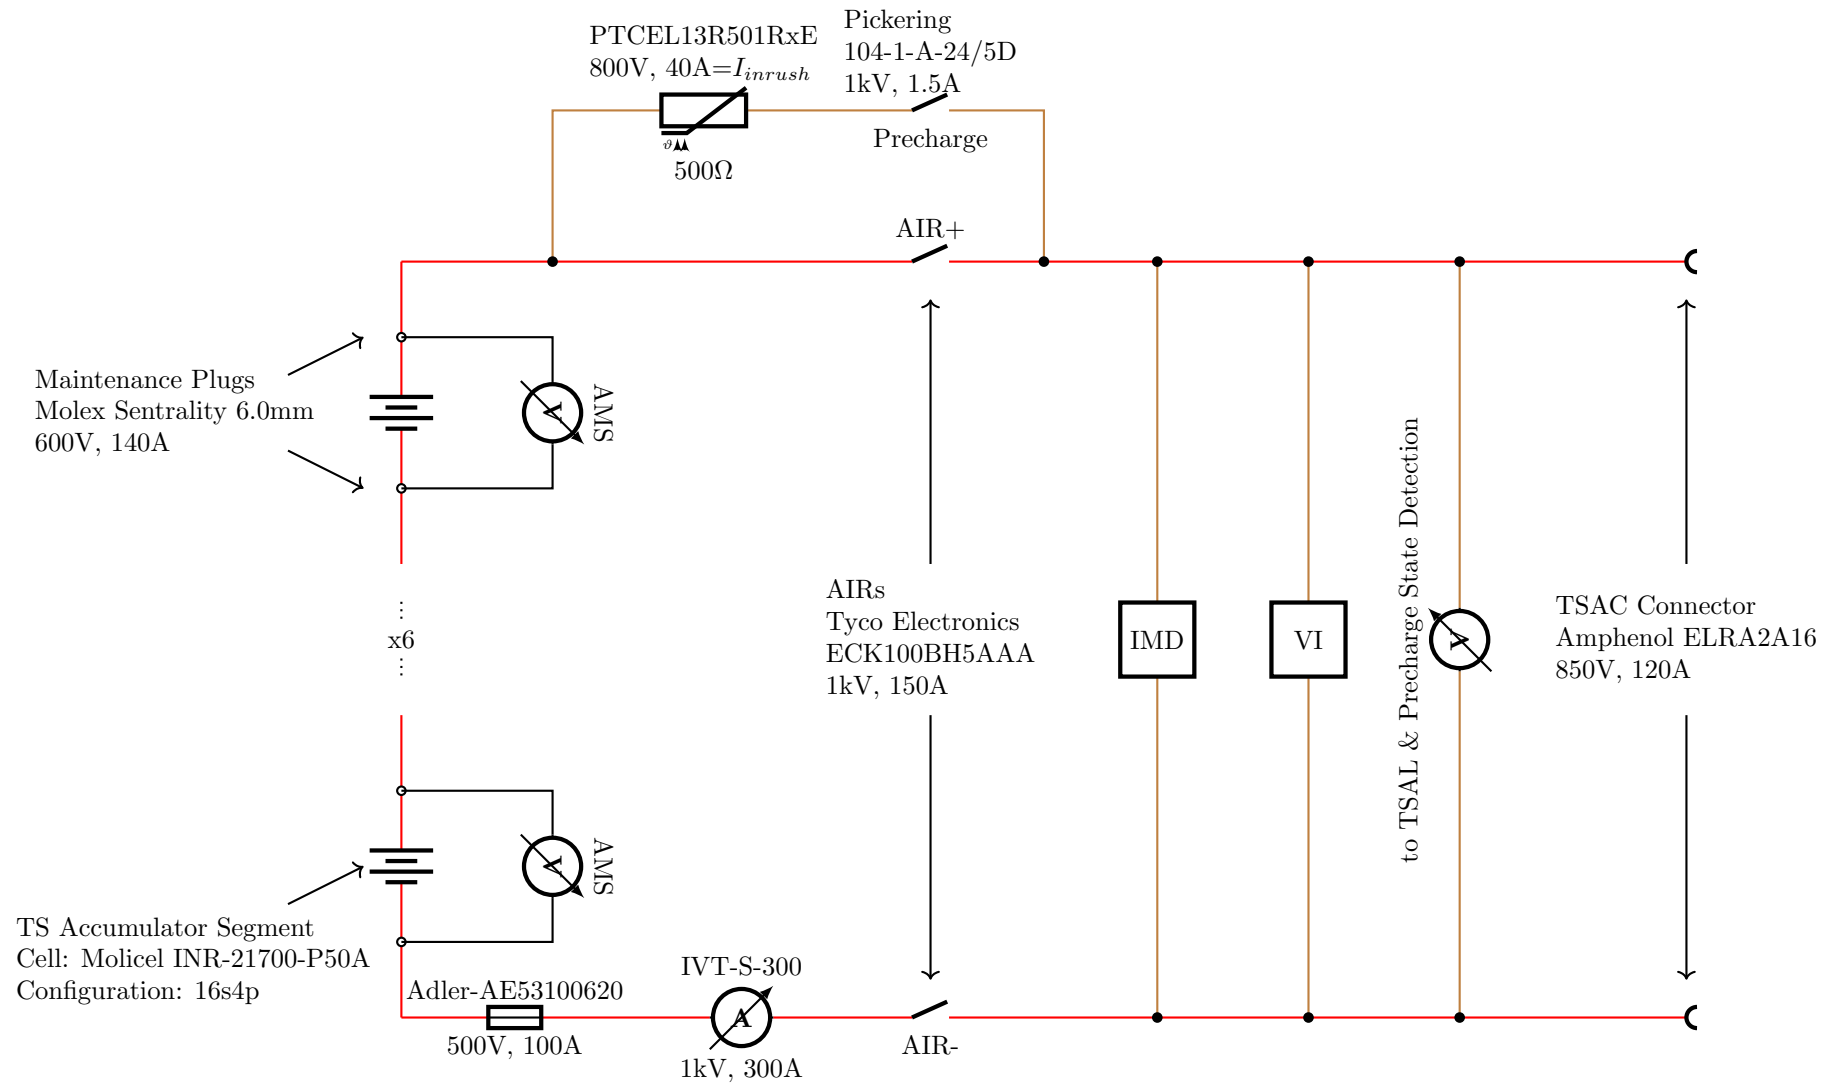 PTCEL13R501RxE
800V, 40A=I_{inrush}
Pickering
104-1-A-24/5D
1kV, 1.5A
Precharge
ϑ
500Ω
AIR+
Maintenance Plugs
Molex Sentrality 6.0mm
600V, 140A
V
AMS
x6
AIRs
Tyco Electronics
ECK100BH5AAA
1kV, 150A
IMD
VI
to TSAL & Precharge State Detection
V
TSAC Connector
Amphenol ELRA2A16
850V, 120A
V
AMS
TS Accumulator Segment
Cell: Molicel INR-21700-P50A
Configuration: 16s4p
Adler-AE53100620
500V, 100A
IVT-S-300
A
1kV, 300A
AIR-